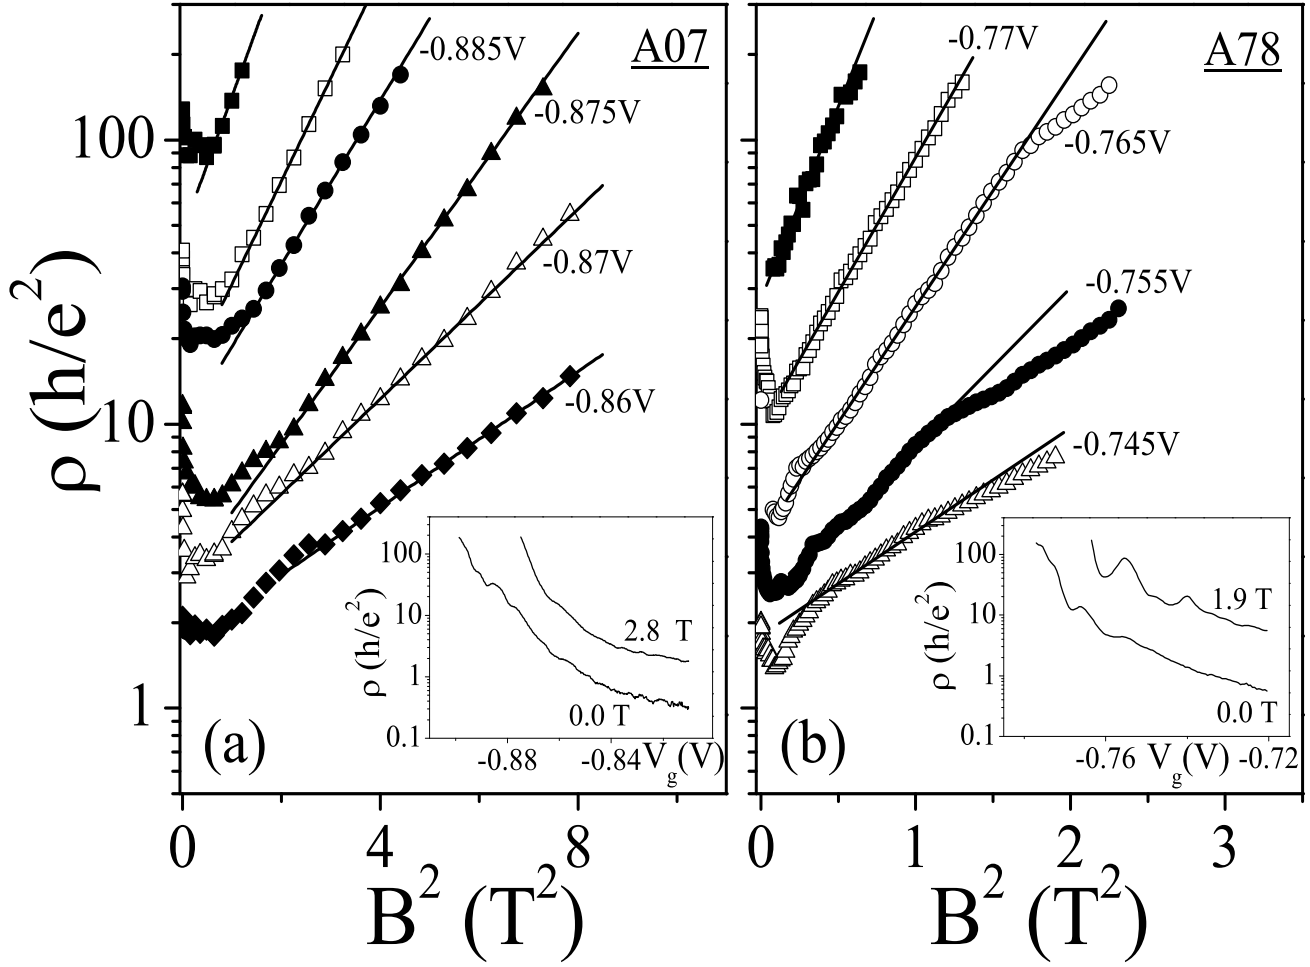 ρ (h/e²)
100
10
1
A07
-0.885V
-0.875V
-0.87V
-0.86V
(a)
0
4
8
B² (T²)
ρ (h/e²)
100
10
1
0.1
2.8 T
0.0 T
-0.88
-0.84
V_g(V)
A78
-0.77V
-0.765V
-0.755V
-0.745V
(b)
0
1
2
3
B² (T²)
ρ (h/e²)
100
10
1
0.1
1.9 T
0.0 T
-0.76
V_g(V)
-0.72